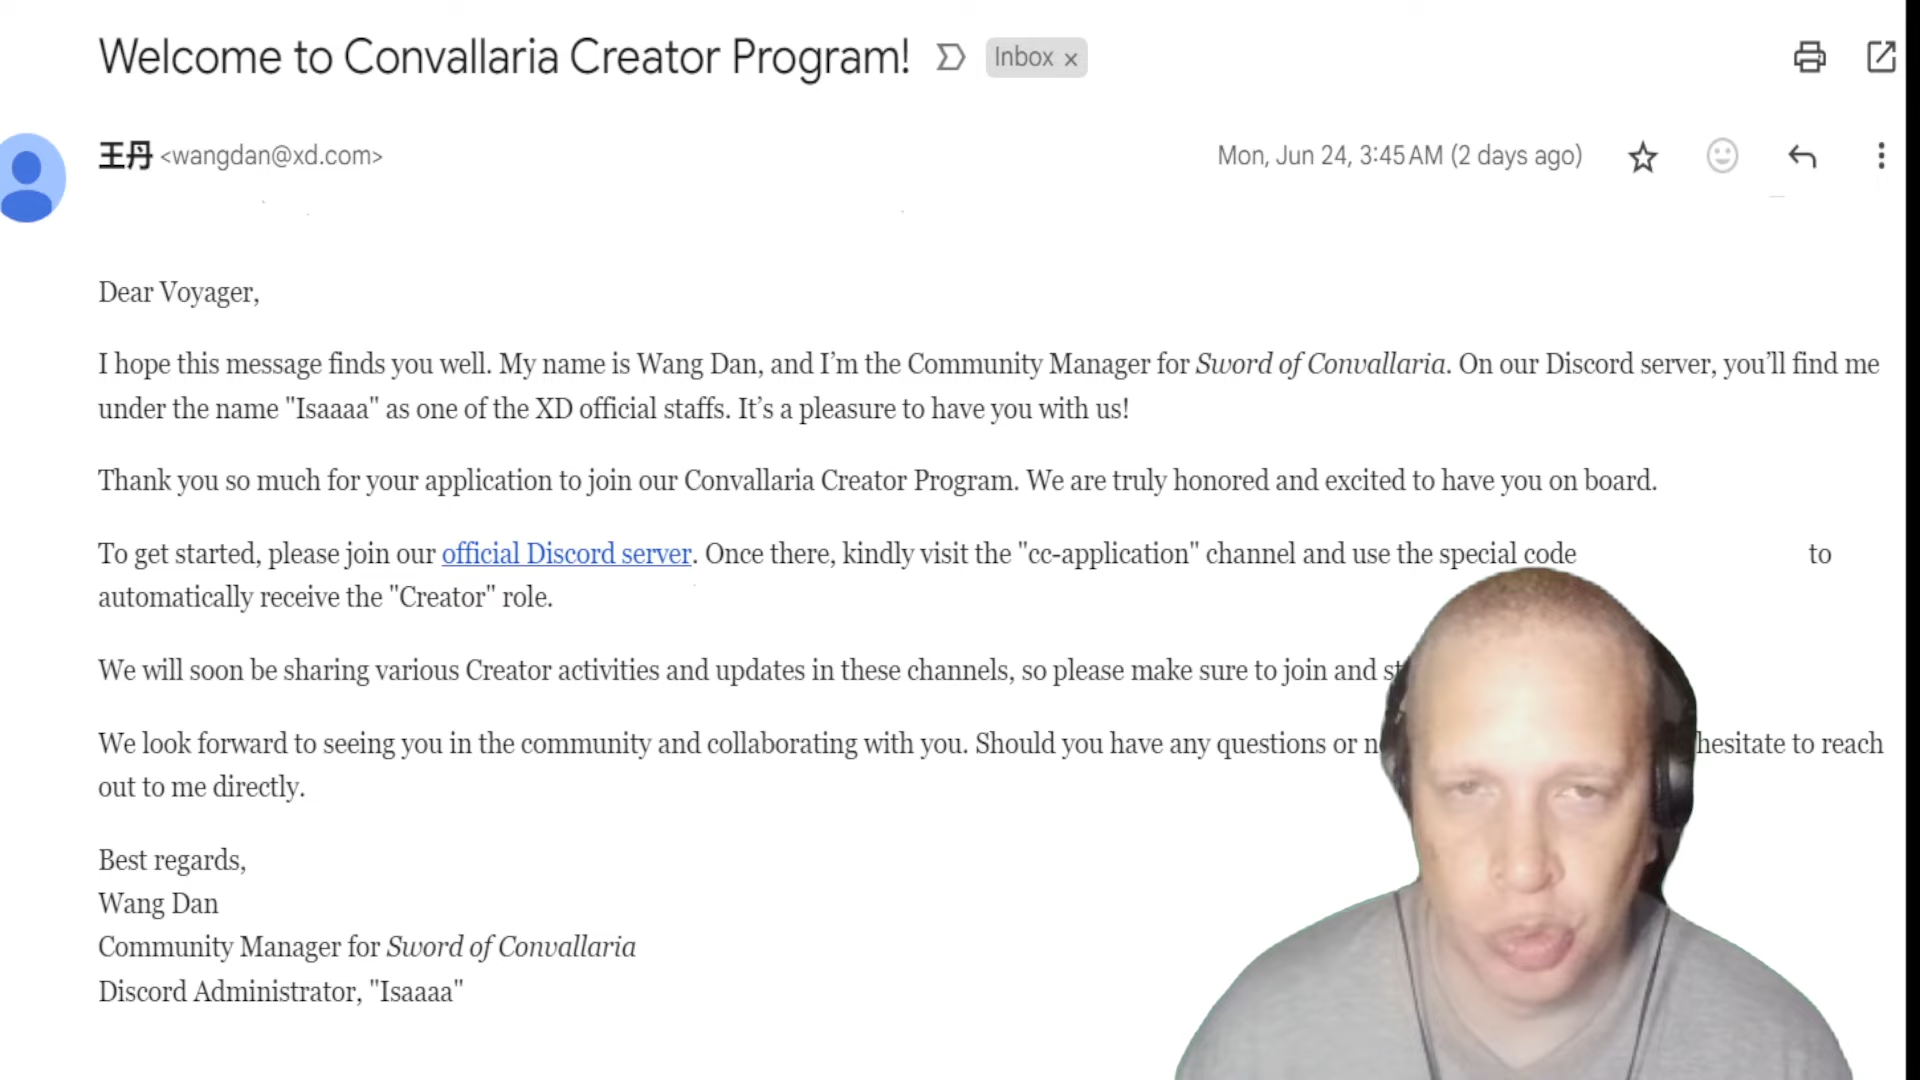 Welcome to Convallaria Creator Program! Inbox x
王丹 <wangdan@xd.com> Mon, Jun 24, 3:45 AM (2 days ago)
Dear Voyager,
I hope this message finds you well. My name is Wang Dan, and I'm the Community Manager for Sword of Convallaria. On our Discord server, you'll find me
under the name "Isaaaa" as one of the XD official staffs. It's a pleasure to have you with us!
Thank you so much for your application to join our Convallaria Creator Program. We are truly honored and excited to have you on board.
To get started, please join our official Discord server. Once there, kindly visit the "cc-application" channel and use the special code to
automatically receive the "Creator" role.
We will soon be sharing various Creator activities and updates in these channels, so please make sure to join and
We look forward to seeing you in the community and collaborating with you. Should you have any questions or hesitate to reach
out to me directly.
Best regards,
Wang Dan
Community Manager for Sword of Convallaria
Discord Administrator, "Isaaaa"